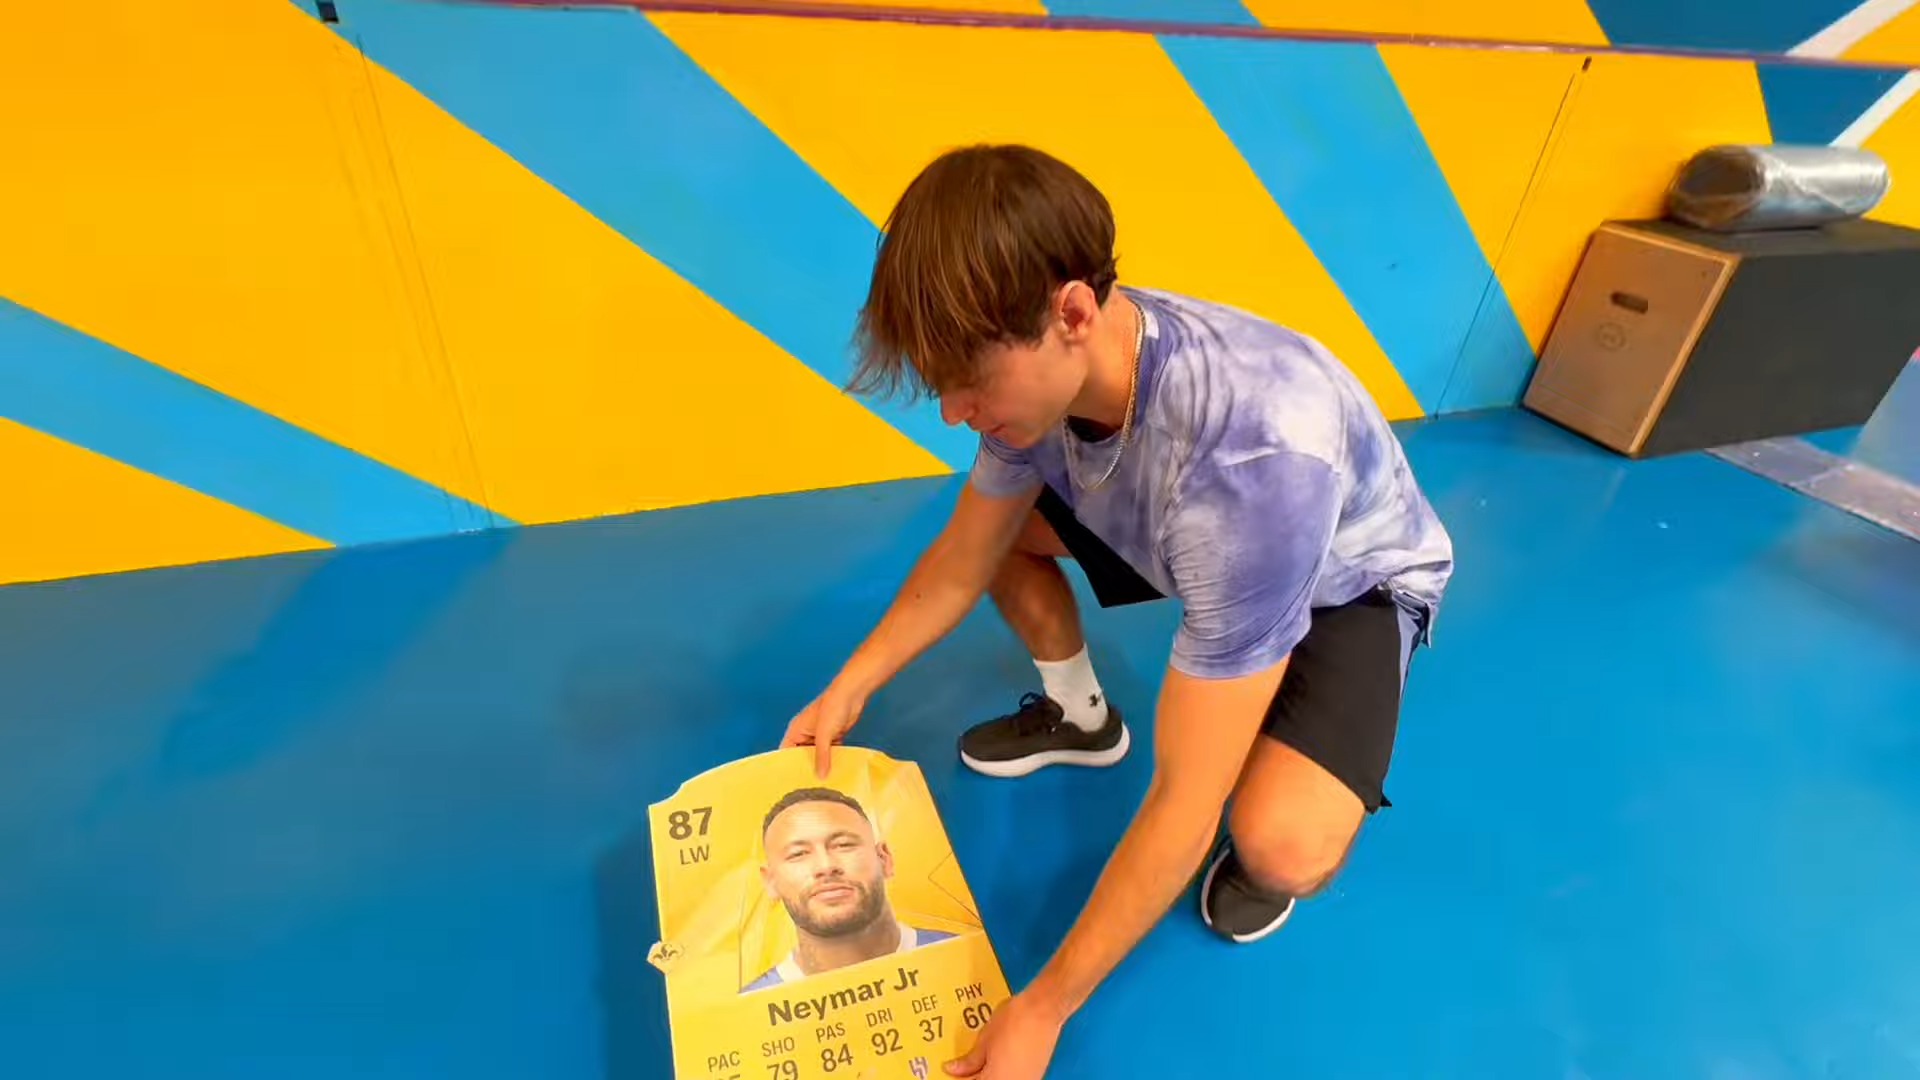 87
LW
Neymar Jr
PAC SHO PAS DRI DEF PHY
79 84 92 37 60